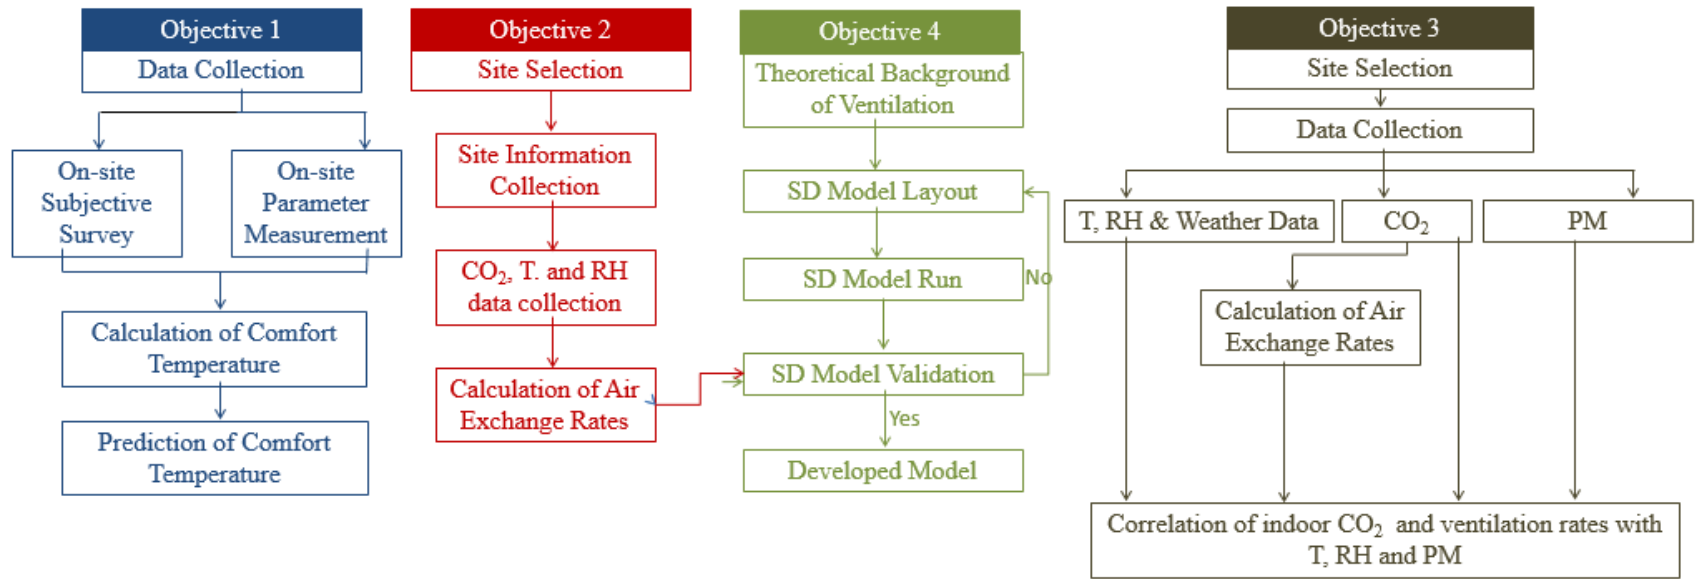 Objective 1
Data Collection
On-site
Subjective
Survey
On-site
Parameter
Measurement
Calculation of Comfort
Temperature
Prediction of Comfort
Temperature
Objective 2
Site Selection
Site Information
Collection
CO₂, T. and RH
data collection
Calculation of Air
Exchange Rates
Objective 4
Theoretical Background
of Ventilation
SD Model Layout
SD Model Run
No
SD Model Validation
Yes
Developed Model
Objective 3
Site Selection
Data Collection
T, RH & Weather Data
CO₂
PM
Calculation of Air
Exchange Rates
Correlation of indoor CO₂ and ventilation rates with
T, RH and PM